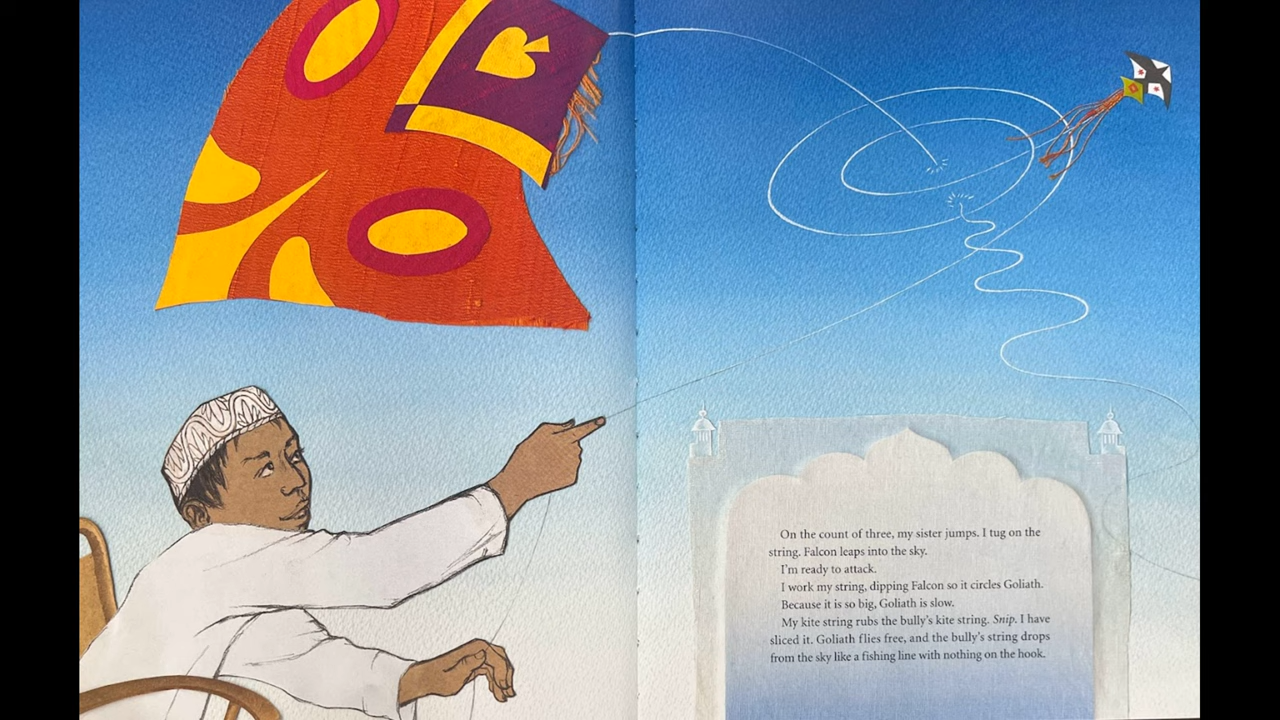 On the count of three, my sister jumps. I tug on the
string. Falcon leaps into the sky.
I'm ready to attack.
I work my string, dipping Falcon so it circles Goliath.
Because it is so big, Goliath is slow.
My kite string rubs the bully's kite string. Snip. I have
sliced it. Goliath flies free, and the bully's string drops
from the sky like a fishing line with nothing on the hook.